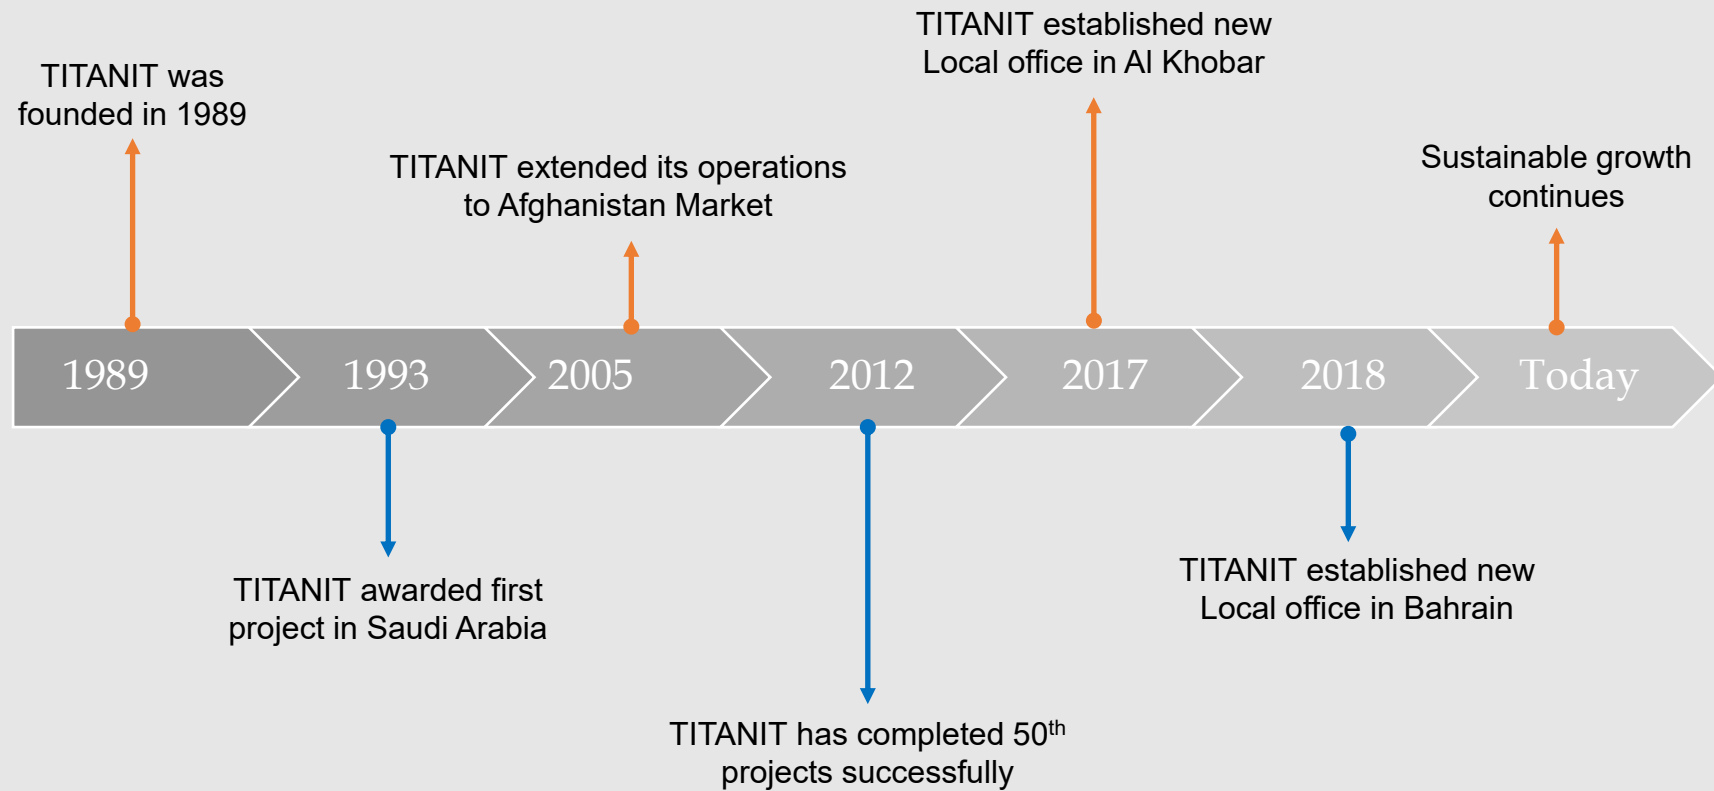 TITANIT established new
Local office in Al Khobar
TITANIT was
founded in 1989
TITANIT extended its operations
to Afghanistan Market
Sustainable growth
continues
1989
1993
2005
2012
2017
2018
Today
TITANIT awarded first
project in Saudi Arabia
TITANIT established new
Local office in Bahrain
TITANIT has completed 50th
projects successfully